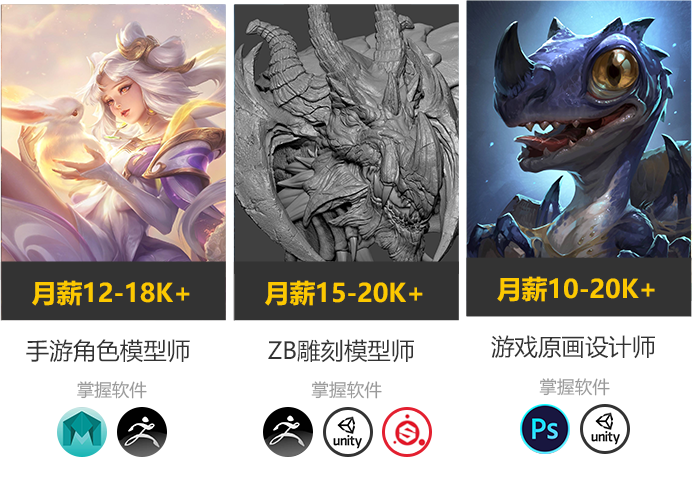 月薪12-18K+
手游角色模型师
掌握软件
M
月薪15-20K+
ZB雕刻模型师
掌握软件
unity
S
月薪10-20K+
游戏原画设计师
掌握软件
Ps
unity